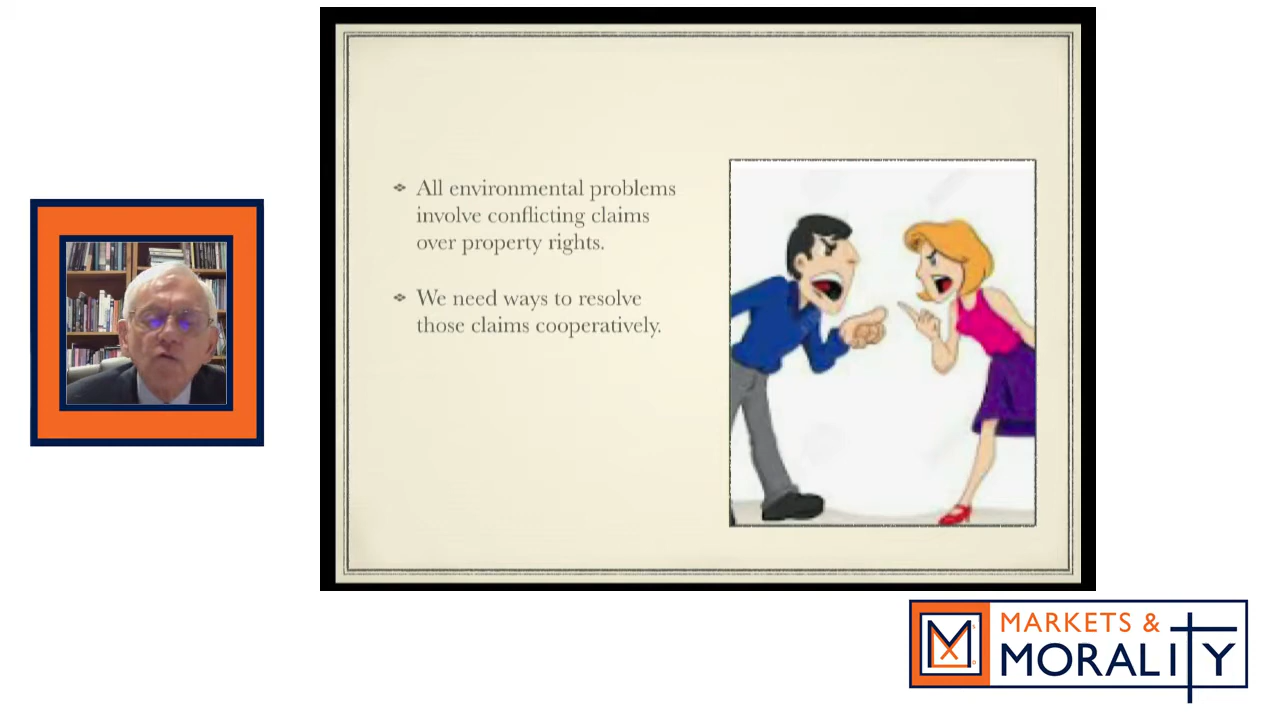 ❖ All environmental problems
involve conflicting claims
over property rights.
❖ We need ways to resolve
those claims cooperatively.
MARKETS &
MORALITY